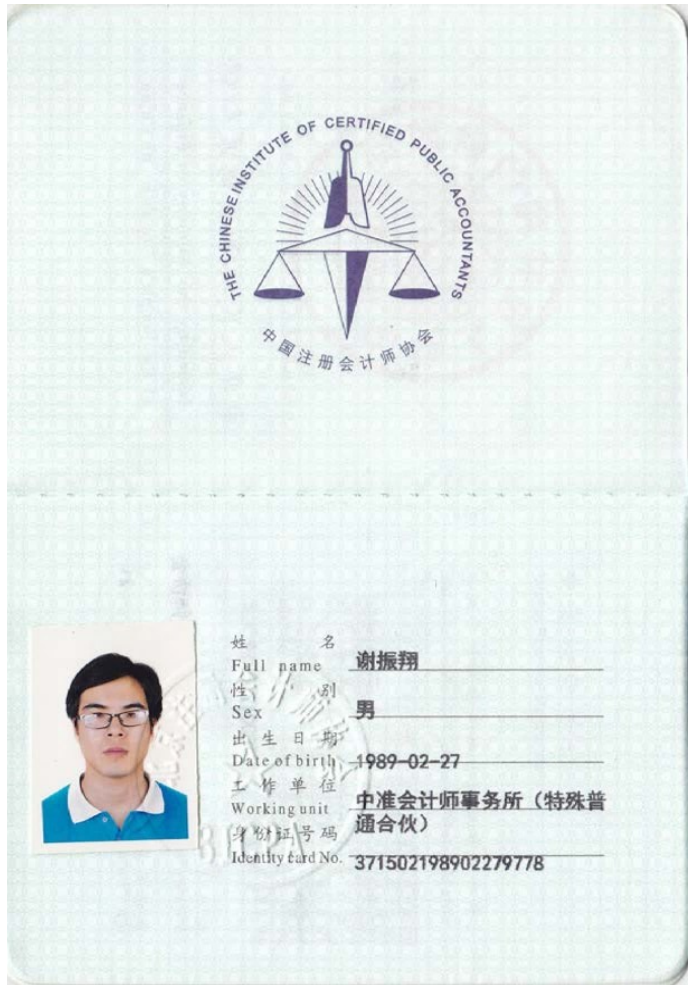 THE CHINESE INSTITUTE OF CERTIFIED PUBLIC ACCOUNTANTS
中国注册会计师协会
姓 名
Full name 谢振翔
性 别
Sex 男
出生日期
Date of birth 1989-02-27
工作单位
Working unit 中准会计师事务所（特殊普
通合伙）
身份证号码
Identity card No. 371502198902279778